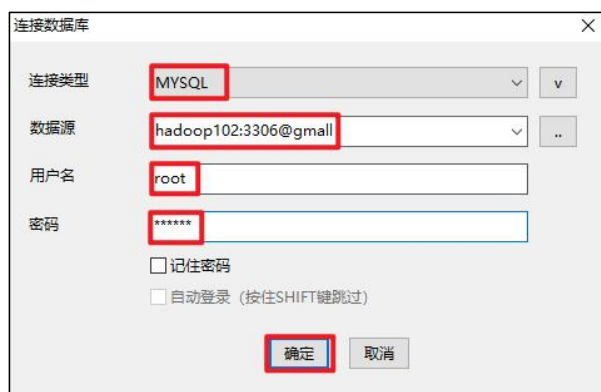 连接数据库
连接类型 MYSQL v
数据源 hadoop102:3306@gmall ..
用户名 root
密码 ******
记住密码
自动登录（按住SHIFT键跳过）
确定 取消